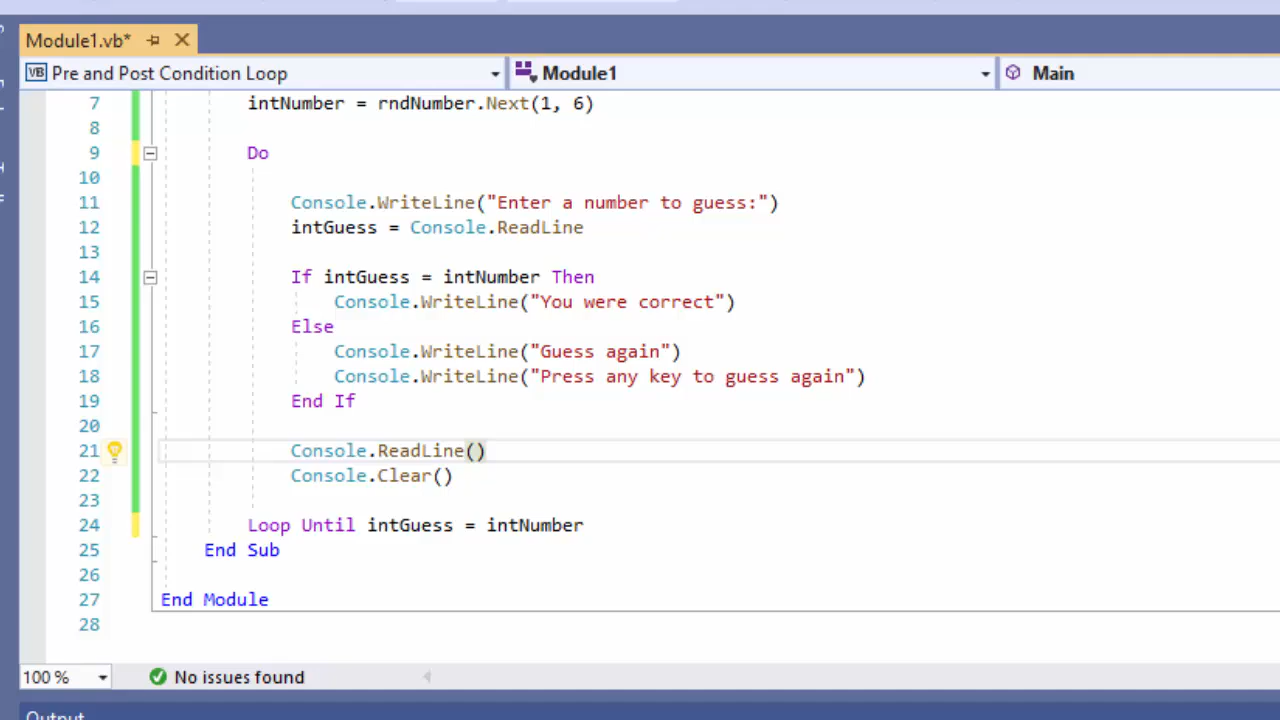 Module1.vb*
VB Pre and Post Condition Loop Module1 Main
7 intNumber = rndNumber.Next(1, 6)
8
9 Do
10
11 Console.WriteLine("Enter a number to guess:")
12 intGuess = Console.ReadLine
13
14 If intGuess = intNumber Then
15 Console.WriteLine("You were correct")
16 Else
17 Console.WriteLine("Guess again")
18 Console.WriteLine("Press any key to guess again")
19 End If
20
21 Console.ReadLine()
22 Console.Clear()
23
24 Loop Until intGuess = intNumber
25 End Sub
26
27 End Module
28
100 % No issues found
Output